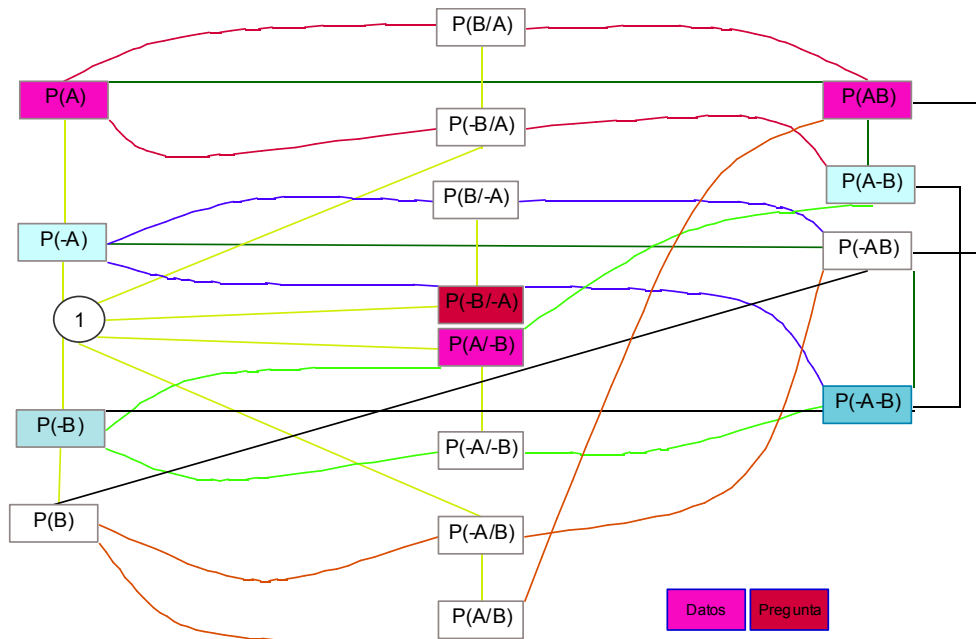 P(B/A)
P(A)
P(AB)
P(-B/A)
P(A-B)
P(B/-A)
P(-A)
P(-AB)
P(-B/-A)
1
P(A/-B)
P(-A-B)
P(-B)
P(-A/-B)
P(B)
P(-A/B)
P(A/B)
Datos
Pregunta